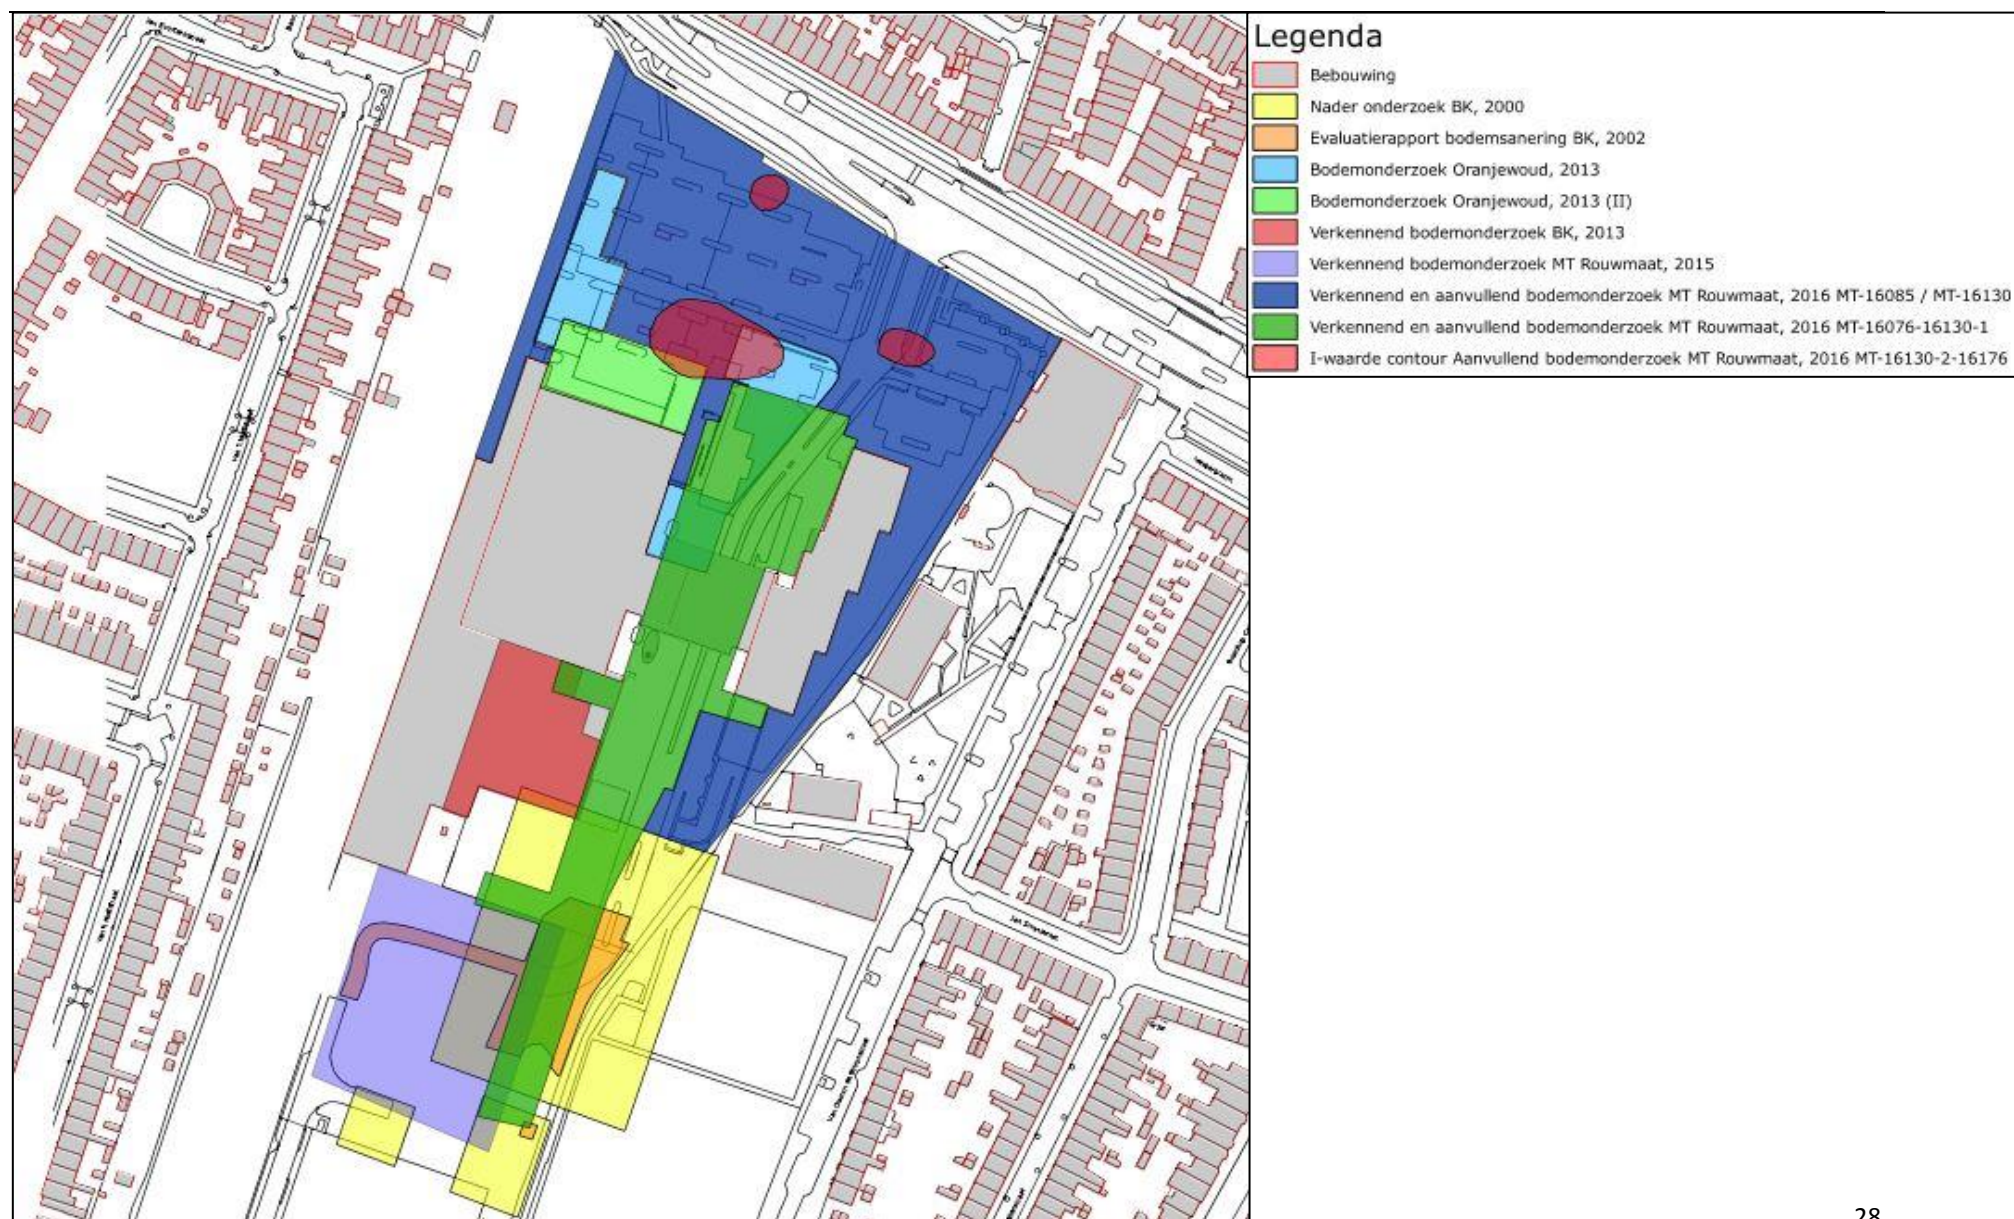 Legenda
Bebouwing
Nader onderzoek BK, 2000
Evaluatierapport bodemsanering BK, 2002
Bodemonderzoek Oranjewoud, 2013
Bodemonderzoek Oranjewoud, 2013 (II)
Verkennend bodemonderzoek BK, 2013
Verkennend bodemonderzoek MT Rouwmaat, 2015
Verkennend en aanvullend bodemonderzoek MT Rouwmaat, 2016 MT-16085 / MT-16130
Verkennend en aanvullend bodemonderzoek MT Rouwmaat, 2016 MT-16076-16130-1
I-waarde contour Aanvullend bodemonderzoek MT Rouwmaat, 2016 MT-16130-2-16176
28